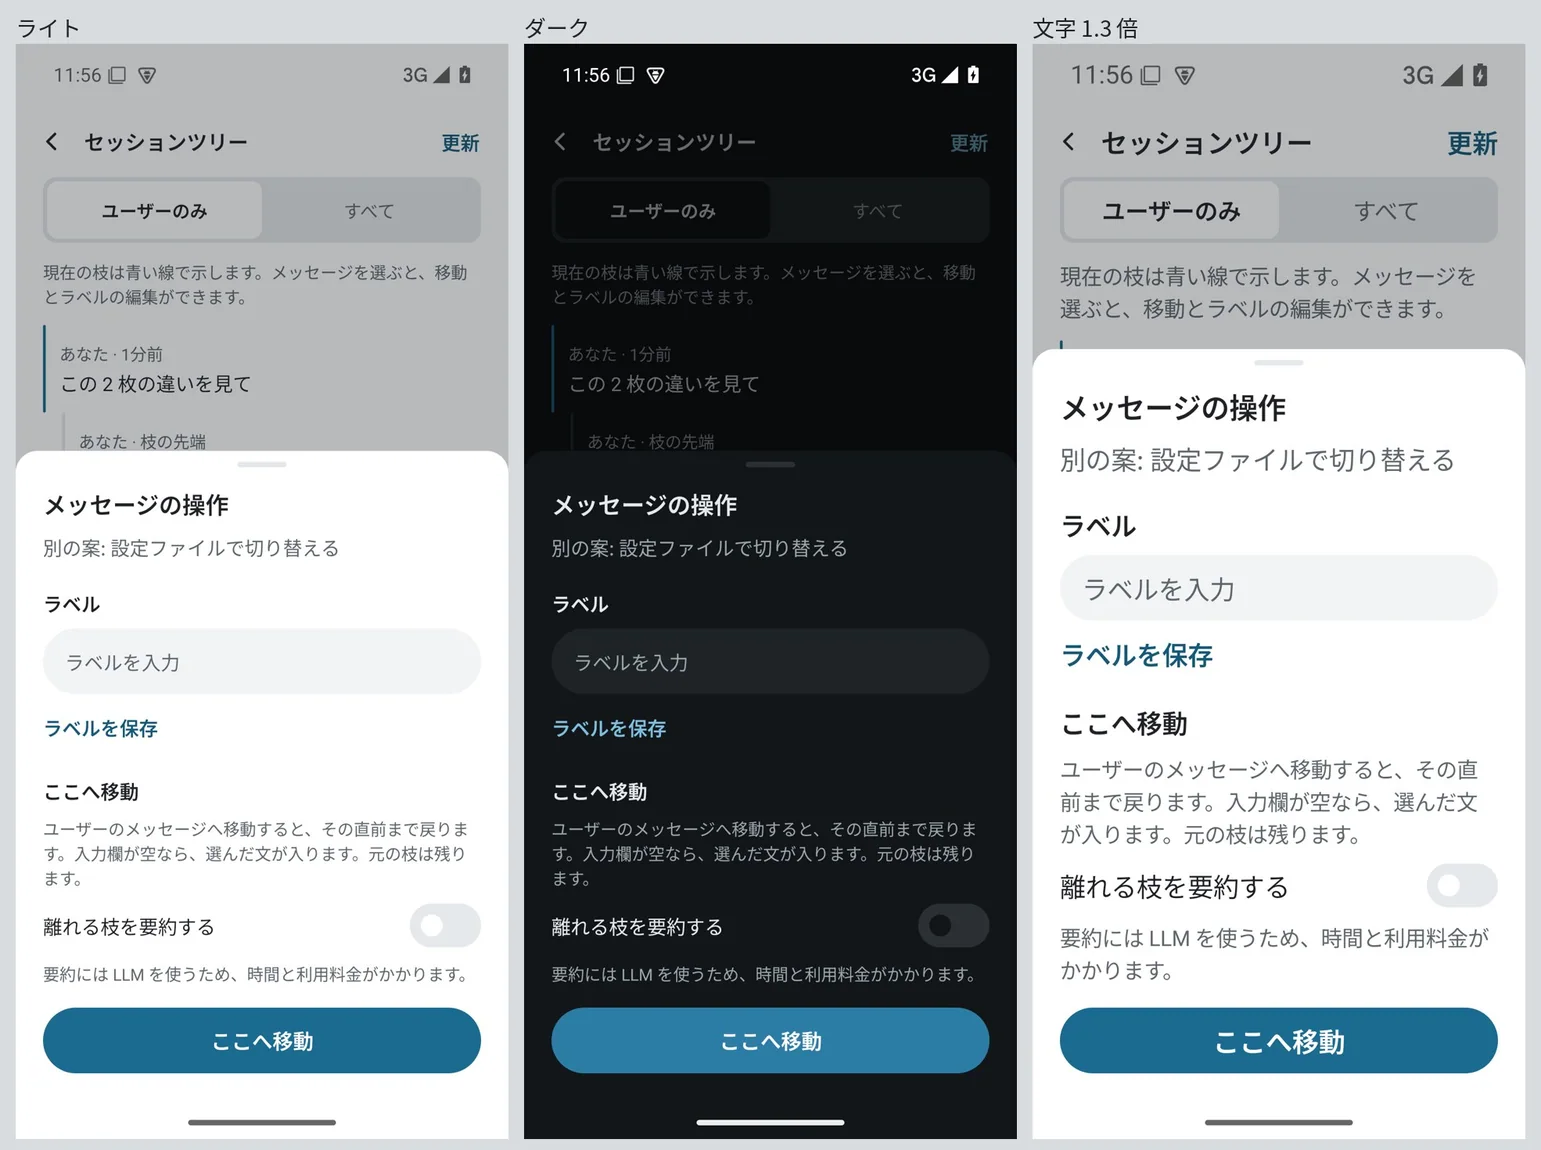 ライト
11:56
3G
セッションツリー
更新
ユーザーのみ
すべて
現在の枝は青い線で示します。メッセージを選ぶと、移動
とラベルの編集ができます。
あなた · 1分前
この 2 枚の違いを見て
あなた · 枝の先端
メッセージの操作
別の案: 設定ファイルで切り替える
ラベル
ラベルを入力
ラベルを保存
ここへ移動
ユーザーのメッセージへ移動すると、その直前まで戻りま
す。入力欄が空なら、選んだ文が入ります。元の枝は残り
ます。
離れる枝を要約する
要約には LLM を使うため、時間と利用料金がかかります。
ここへ移動
ダーク
11:56
3G
セッションツリー
更新
ユーザーのみ
すべて
現在の枝は青い線で示します。メッセージを選ぶと、移動
とラベルの編集ができます。
あなた · 1分前
この 2 枚の違いを見て
あなた · 枝の先端
メッセージの操作
別の案: 設定ファイルで切り替える
ラベル
ラベルを入力
ラベルを保存
ここへ移動
ユーザーのメッセージへ移動すると、その直前まで戻りま
す。入力欄が空なら、選んだ文が入ります。元の枝は残り
ます。
離れる枝を要約する
要約には LLM を使うため、時間と利用料金がかかります。
ここへ移動
文字 1.3 倍
11:56
3G
セッションツリー
更新
ユーザーのみ
すべて
現在の枝は青い線で示します。メッセージを
選ぶと、移動とラベルの編集ができます。
メッセージの操作
別の案: 設定ファイルで切り替える
ラベル
ラベルを入力
ラベルを保存
ここへ移動
ユーザーのメッセージへ移動すると、その直
前まで戻ります。入力欄が空なら、選んだ文
が入ります。元の枝は残ります。
離れる枝を要約する
要約には LLM を使うため、時間と利用料金が
かかります。
ここへ移動